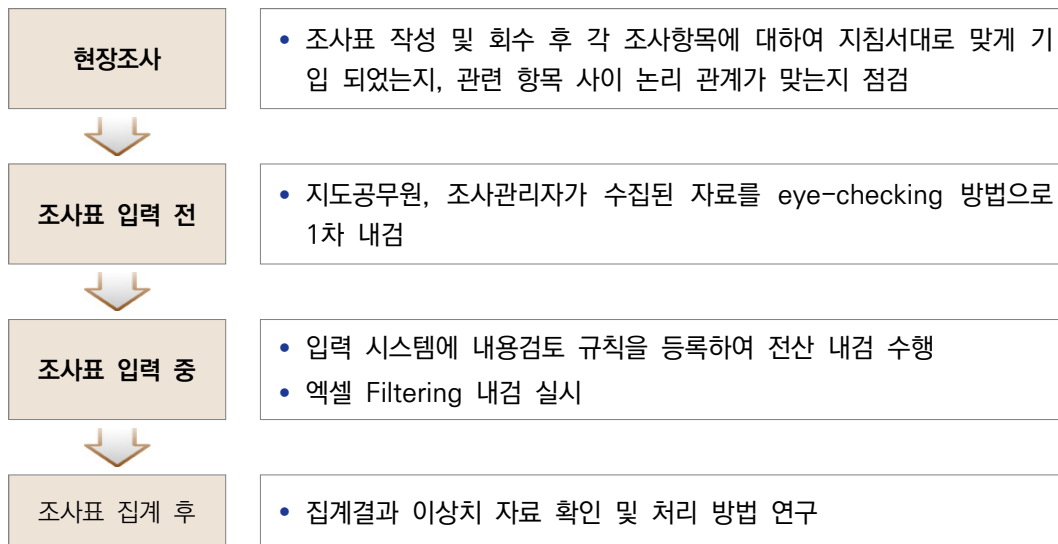 현장조사
• 조사표 작성 및 회수 후 각 조사항목에 대하여 지침서대로 맞게 기
입 되었는지, 관련 항목 사이 논리 관계가 맞는지 점검
조사표 입력 전
• 지도공무원, 조사관리자가 수집된 자료를 eye-checking 방법으로
1차 내검
조사표 입력 중
• 입력 시스템에 내용검토 규칙을 등록하여 전산 내검 수행
• 엑셀 Filtering 내검 실시
조사표 집계 후
• 집계결과 이상치 자료 확인 및 처리 방법 연구